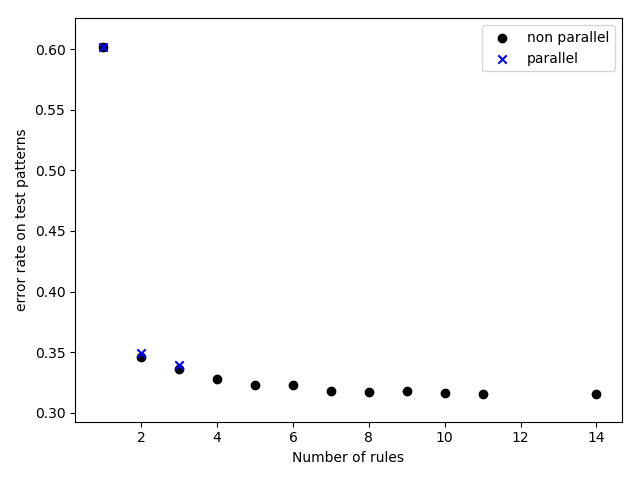 non parallel
parallel
0.60
0.55
0.50
0.45
0.40
0.35
0.30
error rate on test patterns
2 4 6 8 10 12 14
Number of rules